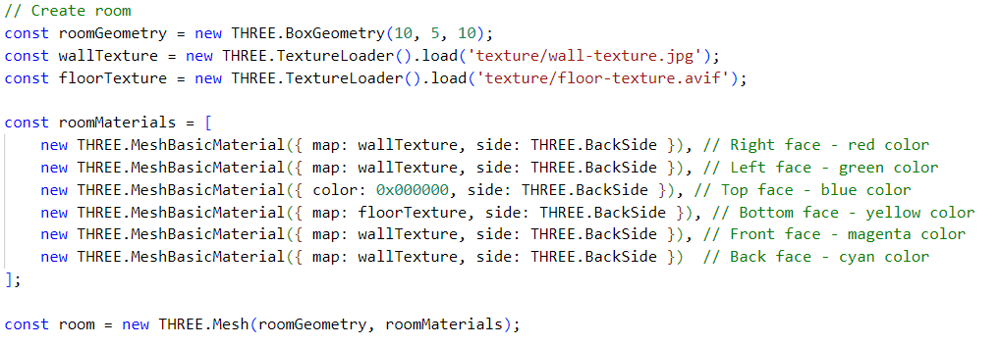 // Create room
const roomGeometry = new THREE.BoxGeometry(10, 5, 10);
const wallTexture = new THREE.TextureLoader().load('texture/wall-texture.jpg');
const floorTexture = new THREE.TextureLoader().load('texture/floor-texture.avif');

const roomMaterials = [
    new THREE.MeshBasicMaterial({ map: wallTexture, side: THREE.BackSide }), // Right face - red color
    new THREE.MeshBasicMaterial({ map: wallTexture, side: THREE.BackSide }), // Left face - green color
    new THREE.MeshBasicMaterial({ color: 0x000000, side: THREE.BackSide }), // Top face - blue color
    new THREE.MeshBasicMaterial({ map: floorTexture, side: THREE.BackSide }), // Bottom face - yellow color
    new THREE.MeshBasicMaterial({ map: wallTexture, side: THREE.BackSide }), // Front face - magenta color
    new THREE.MeshBasicMaterial({ map: wallTexture, side: THREE.BackSide })  // Back face - cyan color
];

const room = new THREE.Mesh(roomGeometry, roomMaterials);